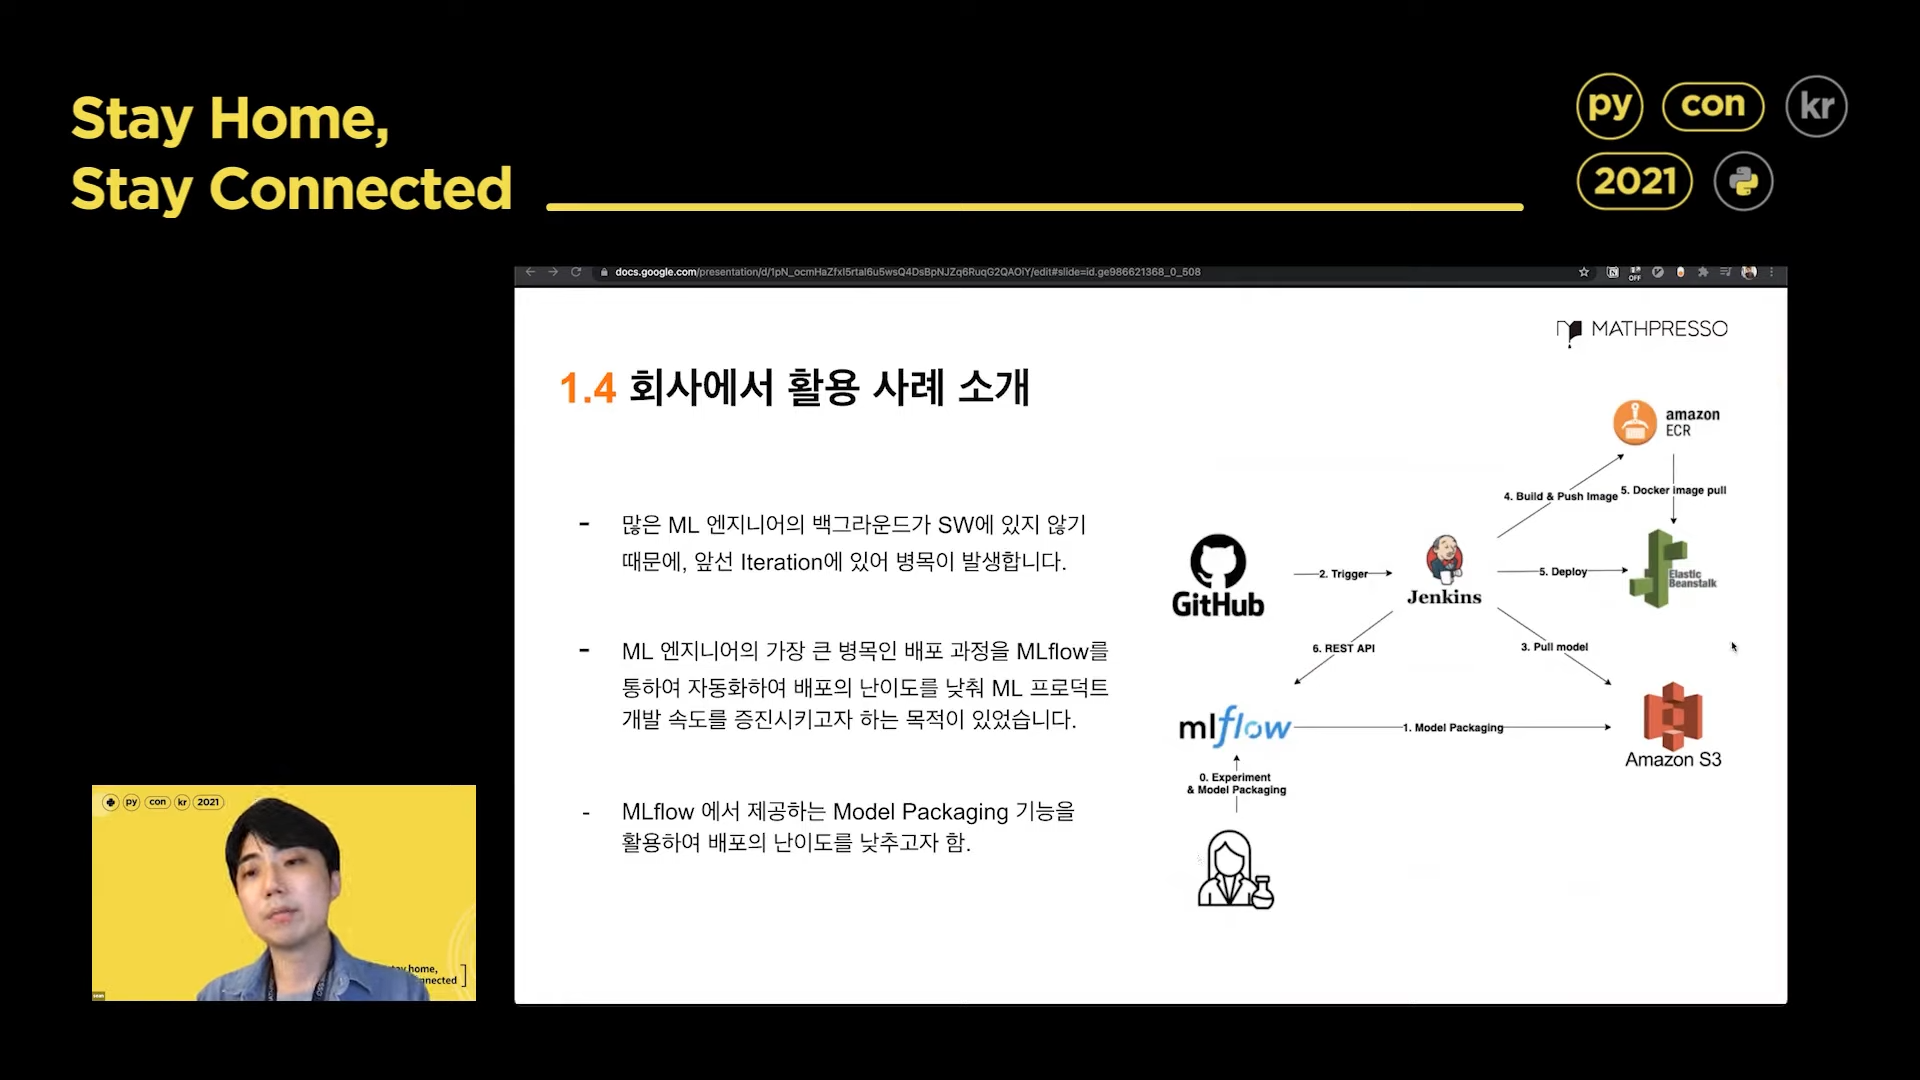 Stay Home,
Stay Connected
py con kr
2021
docs.google.com/presentation/d/1pN_ocmHaZfxI5rtal6u5wsQ4DsBpNJZq6RuqG2QAOiY/edit#slide=id.ge986621368_0_508
OFF
MATHPRESSO
1.4 회사에서 활용 사례 소개
- 많은 ML 엔지니어의 백그라운드가 SW에 있지 않기
때문에, 앞선 Iteration에 있어 병목이 발생합니다.
- ML 엔지니어의 가장 큰 병목인 배포 과정을 MLflow를
통하여 자동화하여 배포의 난이도를 낮춰 ML 프로덕트
개발 속도를 증진시키고자 하는 목적이 있었습니다.
- MLflow 에서 제공하는 Model Packaging 기능을
활용하여 배포의 난이도를 낮추고자 함.
amazon
ECR
4. Build & Push Image
5. Docker image pull
GitHub
2. Trigger
Jenkins
5. Deploy
Elastic
Beanstalk
6. REST API
3. Pull model
mlflow
1. Model Packaging
Amazon S3
0. Experiment
& Model Packaging
py con kr 2021
home,